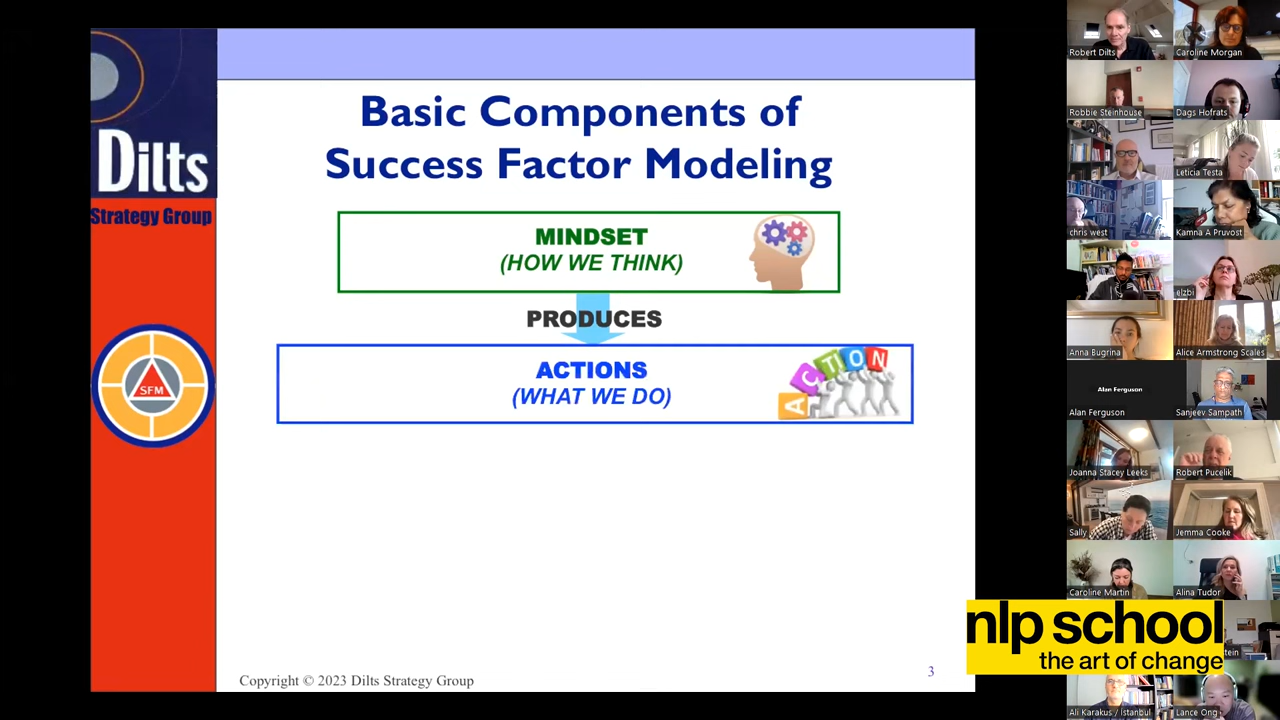 Basic Components of
Success Factor Modeling
Dilts
Strategy Group
MINDSET
(HOW WE THINK)
PRODUCES
ACTIONS
(WHAT WE DO)
ACTION
SFM
Copyright © 2023 Dilts Strategy Group
3
Robert Dilts
Caroline Morgan
Robbie Steinhouse
Dags Hofrats
Leticia Testa
chris west
Kamna A Pruvost
elzbi
Anna Bugrina
Alice Armstrong Scales
Alan Ferguson
Alan Ferguson
Sanjeev Sampath
Joanna Stacey Leeks
Robert Pucelik
Sally
Jemma Cooke
Caroline Martin
Alina Tudor
nlp school
the art of change
Ali Karakus / İstanbul
Lance Ong